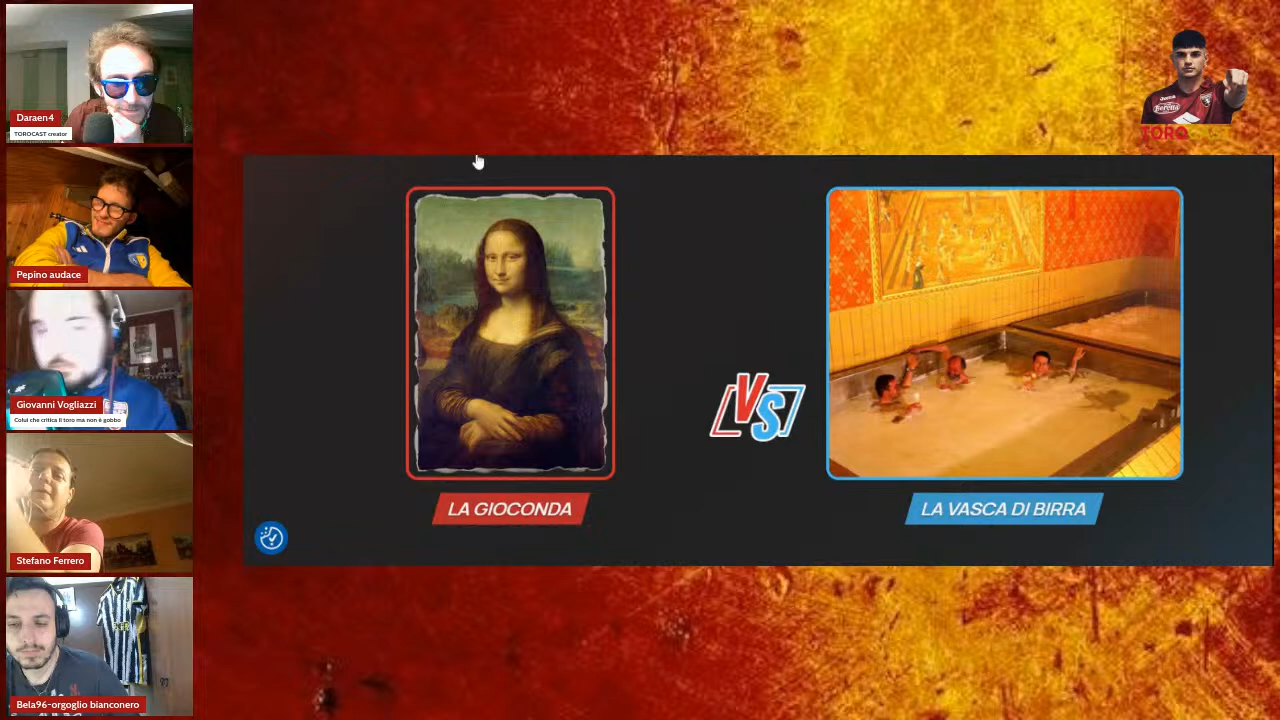 Daraen4
TOROCAST creator
Pepino audace
Giovanni Vogliazzi
Colui che critica il toro ma non è gobbo
Stefano Ferrero
Bela96-orgoglio bianconero
LA GIOCONDA
VS
LA VASCA DI BIRRA
TORO